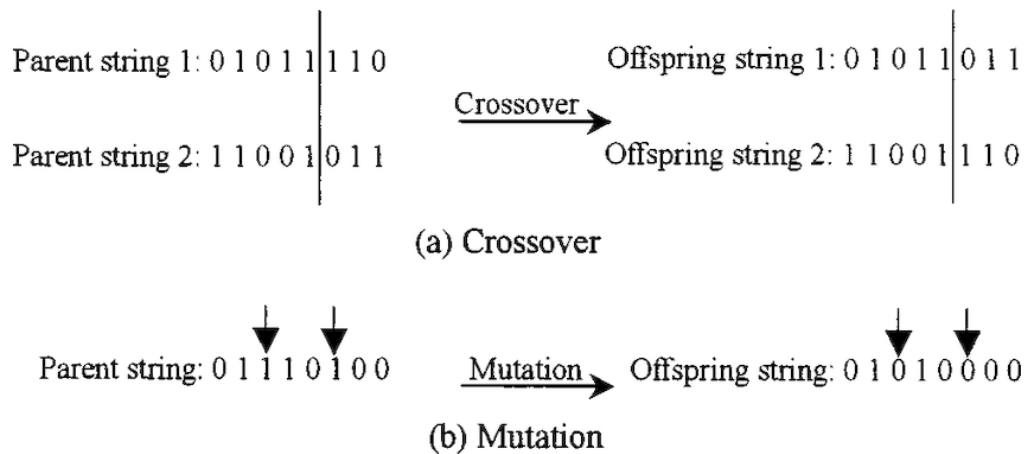 Parent string 1: 0 1 0 1 1 1 1 0
Offspring string 1: 0 1 0 1 1 0 1 1
Crossover
Parent string 2: 1 1 0 0 1 0 1 1
Offspring string 2: 1 1 0 0 1 1 1 0
(a) Crossover
Parent string: 0 1 1 1 0 1 0 0
Mutation
Offspring string: 0 1 0 1 0 0 0 0
(b) Mutation